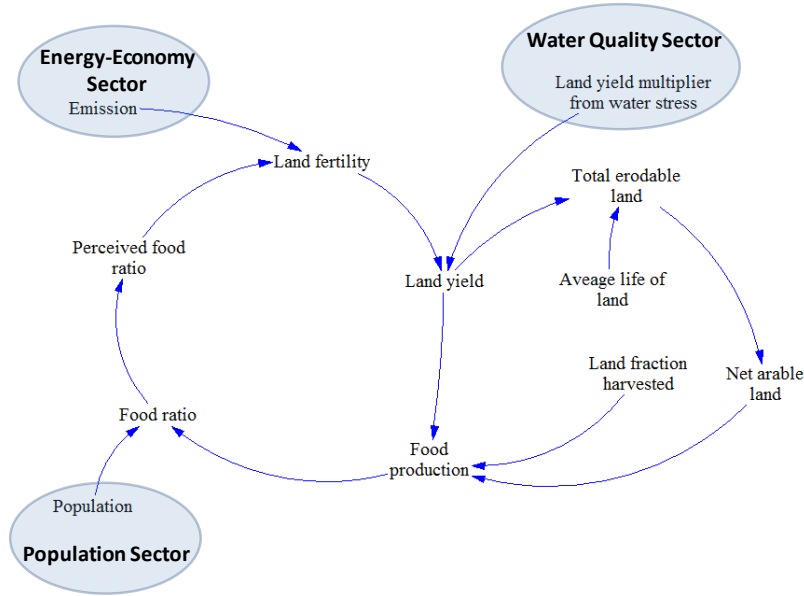 Energy-Economy
Sector
Emission
Water Quality Sector
Land yield multiplier
from water stress
Land fertility
Total erodable
land
Perceived food
ratio
Land yield
Aveage life of
land
Land fraction
harvested
Net arable
land
Food ratio
Food
production
Population
Population Sector